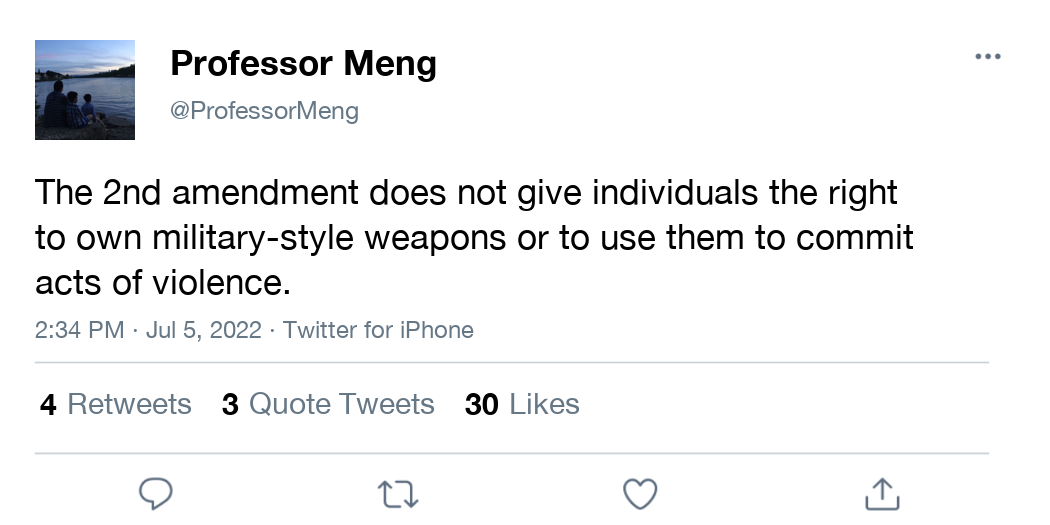 Professor Meng
@ProfessorMeng
The 2nd amendment does not give individuals the right
to own military-style weapons or to use them to commit
acts of violence.
2:34 PM · Jul 5, 2022 · Twitter for iPhone
4 Retweets 3 Quote Tweets 30 Likes